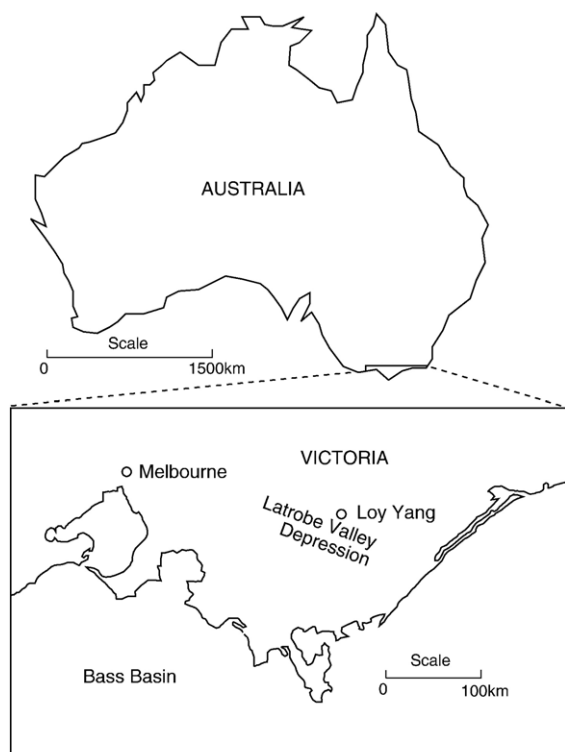 AUSTRALIA
Scale
0 1500km
VICTORIA
Melbourne
Loy Yang
Latrobe Valley
Depression
Scale
0 100km
Bass Basin